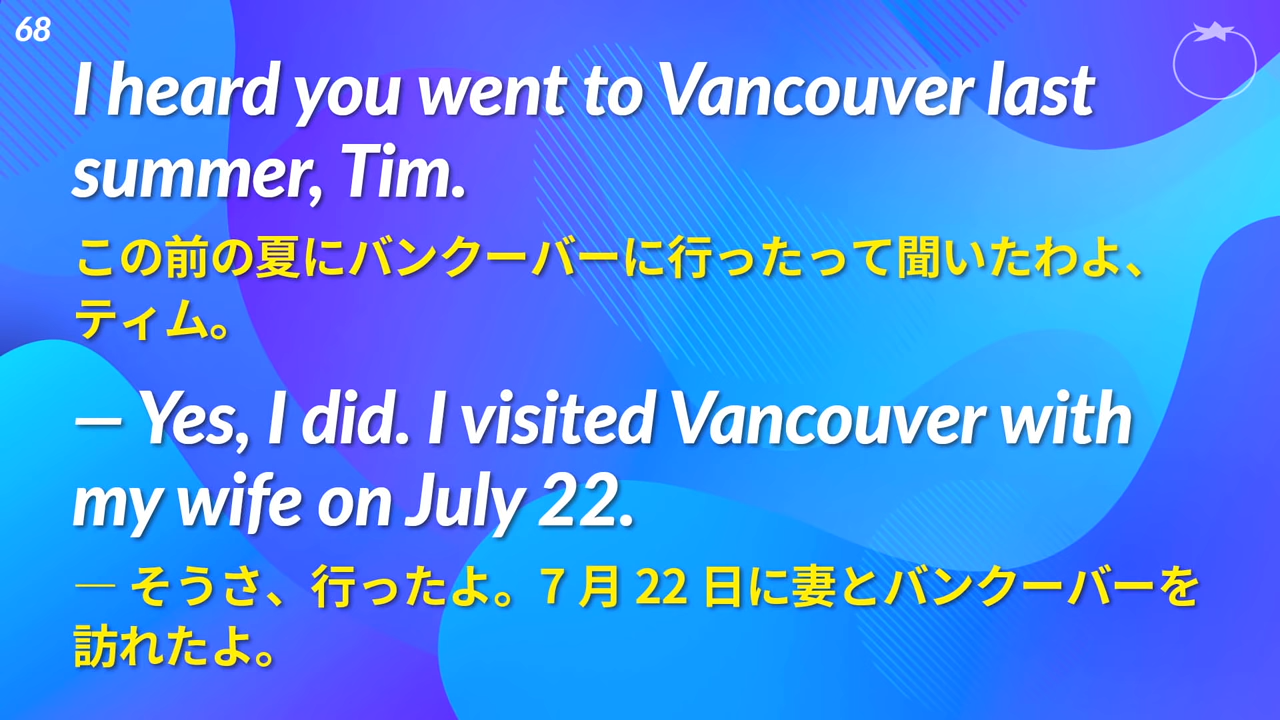 68
I heard you went to Vancouver last
summer, Tim.
この前の夏にバンクーバーに行ったって聞いたわよ、
ティム。
— Yes, I did. I visited Vancouver with
my wife on July 22.
— そうさ、行ったよ。7 月 22 日に妻とバンクーバーを
訪れたよ。